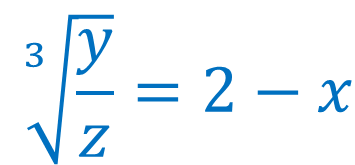 ∛(y/z) = 2 − x